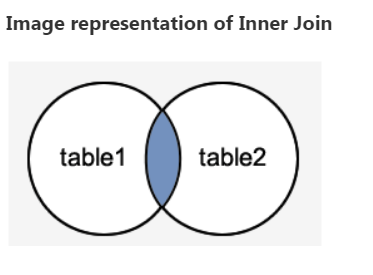 Image representation of Inner Join
table1
table2